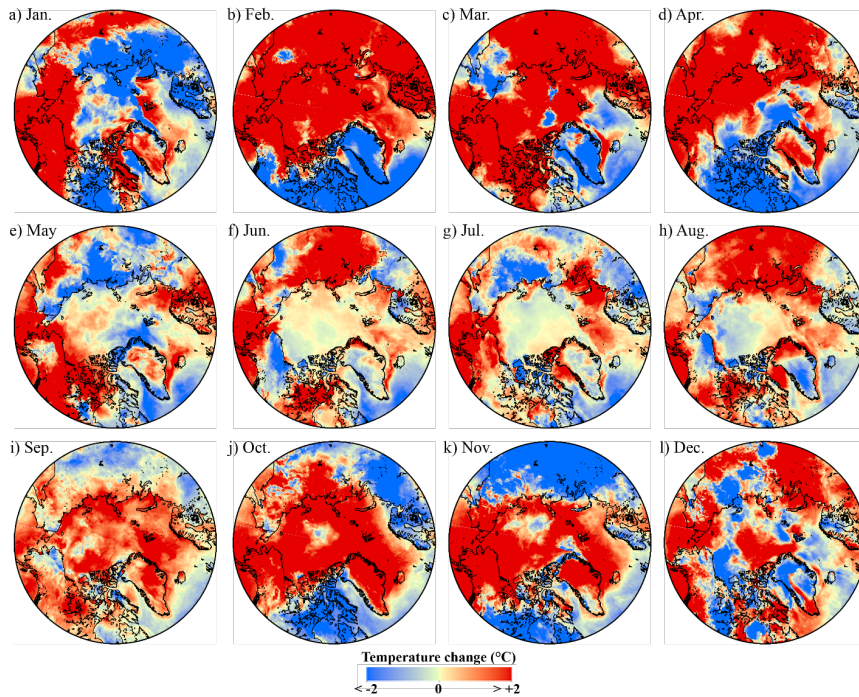 a) Jan.
b) Feb.
c) Mar.
d) Apr.
e) May
f) Jun.
g) Jul.
h) Aug.
i) Sep.
j) Oct.
k) Nov.
l) Dec.
Temperature change (°C)
< -2 0 > +2